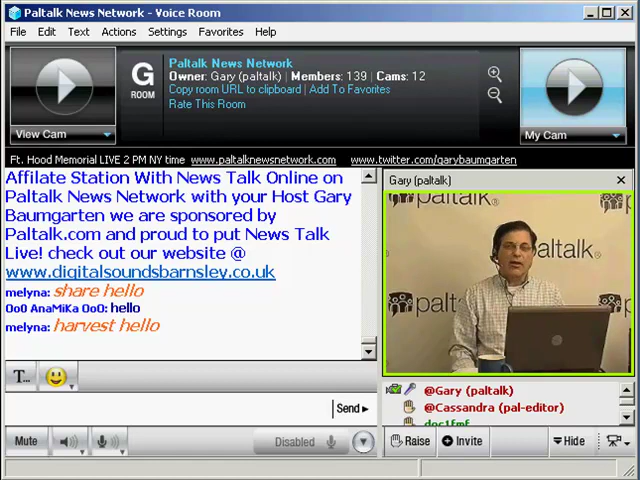 Paltalk News Network - Voice Room
File Edit Text Actions Settings Favorites Help
Paltalk News Network
Owner: Gary (paltalk) | Members: 139 | Cams: 12
Copy room URL to clipboard | Add To Favorites
Rate This Room
G
ROOM
View Cam
My Cam
Ft. Hood Memorial LIVE 2 PM NY time www.paltalknewsnetwork.com www.twitter.com/garybaumgarten
Affilate Station With News Talk Online on
Paltalk News Network with your Host Gary
Baumgarten we are sponsored by
Paltalk.com and proud to put News Talk
Live! check out our website @
www.digitalsoundsbarnsley.co.uk
melyna: share hello
Oo0 AnaMiKa Oo0: hello
melyna: harvest hello
Gary (paltalk)
paltalk
paltalk
T...
Send
@Gary (paltalk)
@Cassandra (pal-editor)
doc1fmf
Mute
Disabled
Raise
Invite
Hide